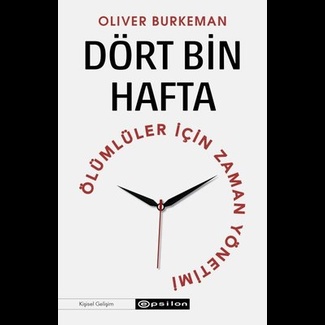 OLIVER BURKEMAN
DÖRT BİN
HAFTA
ÖLÜMLÜLER İÇİN ZAMAN YÖNETİMİ
Kişisel Gelişim
epsilon